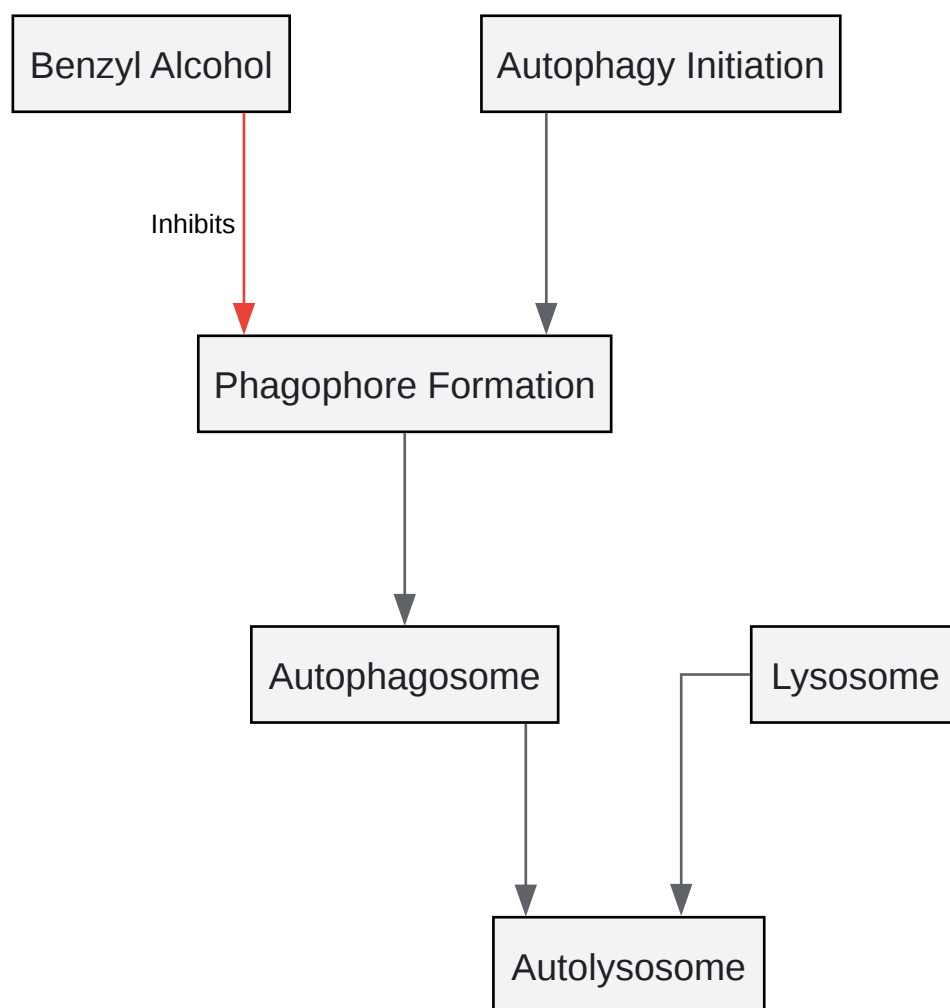 Benzyl Alcohol
Autophagy Initiation
Inhibits
Phagophore Formation
Autophagosome
Lysosome
Autolysosome